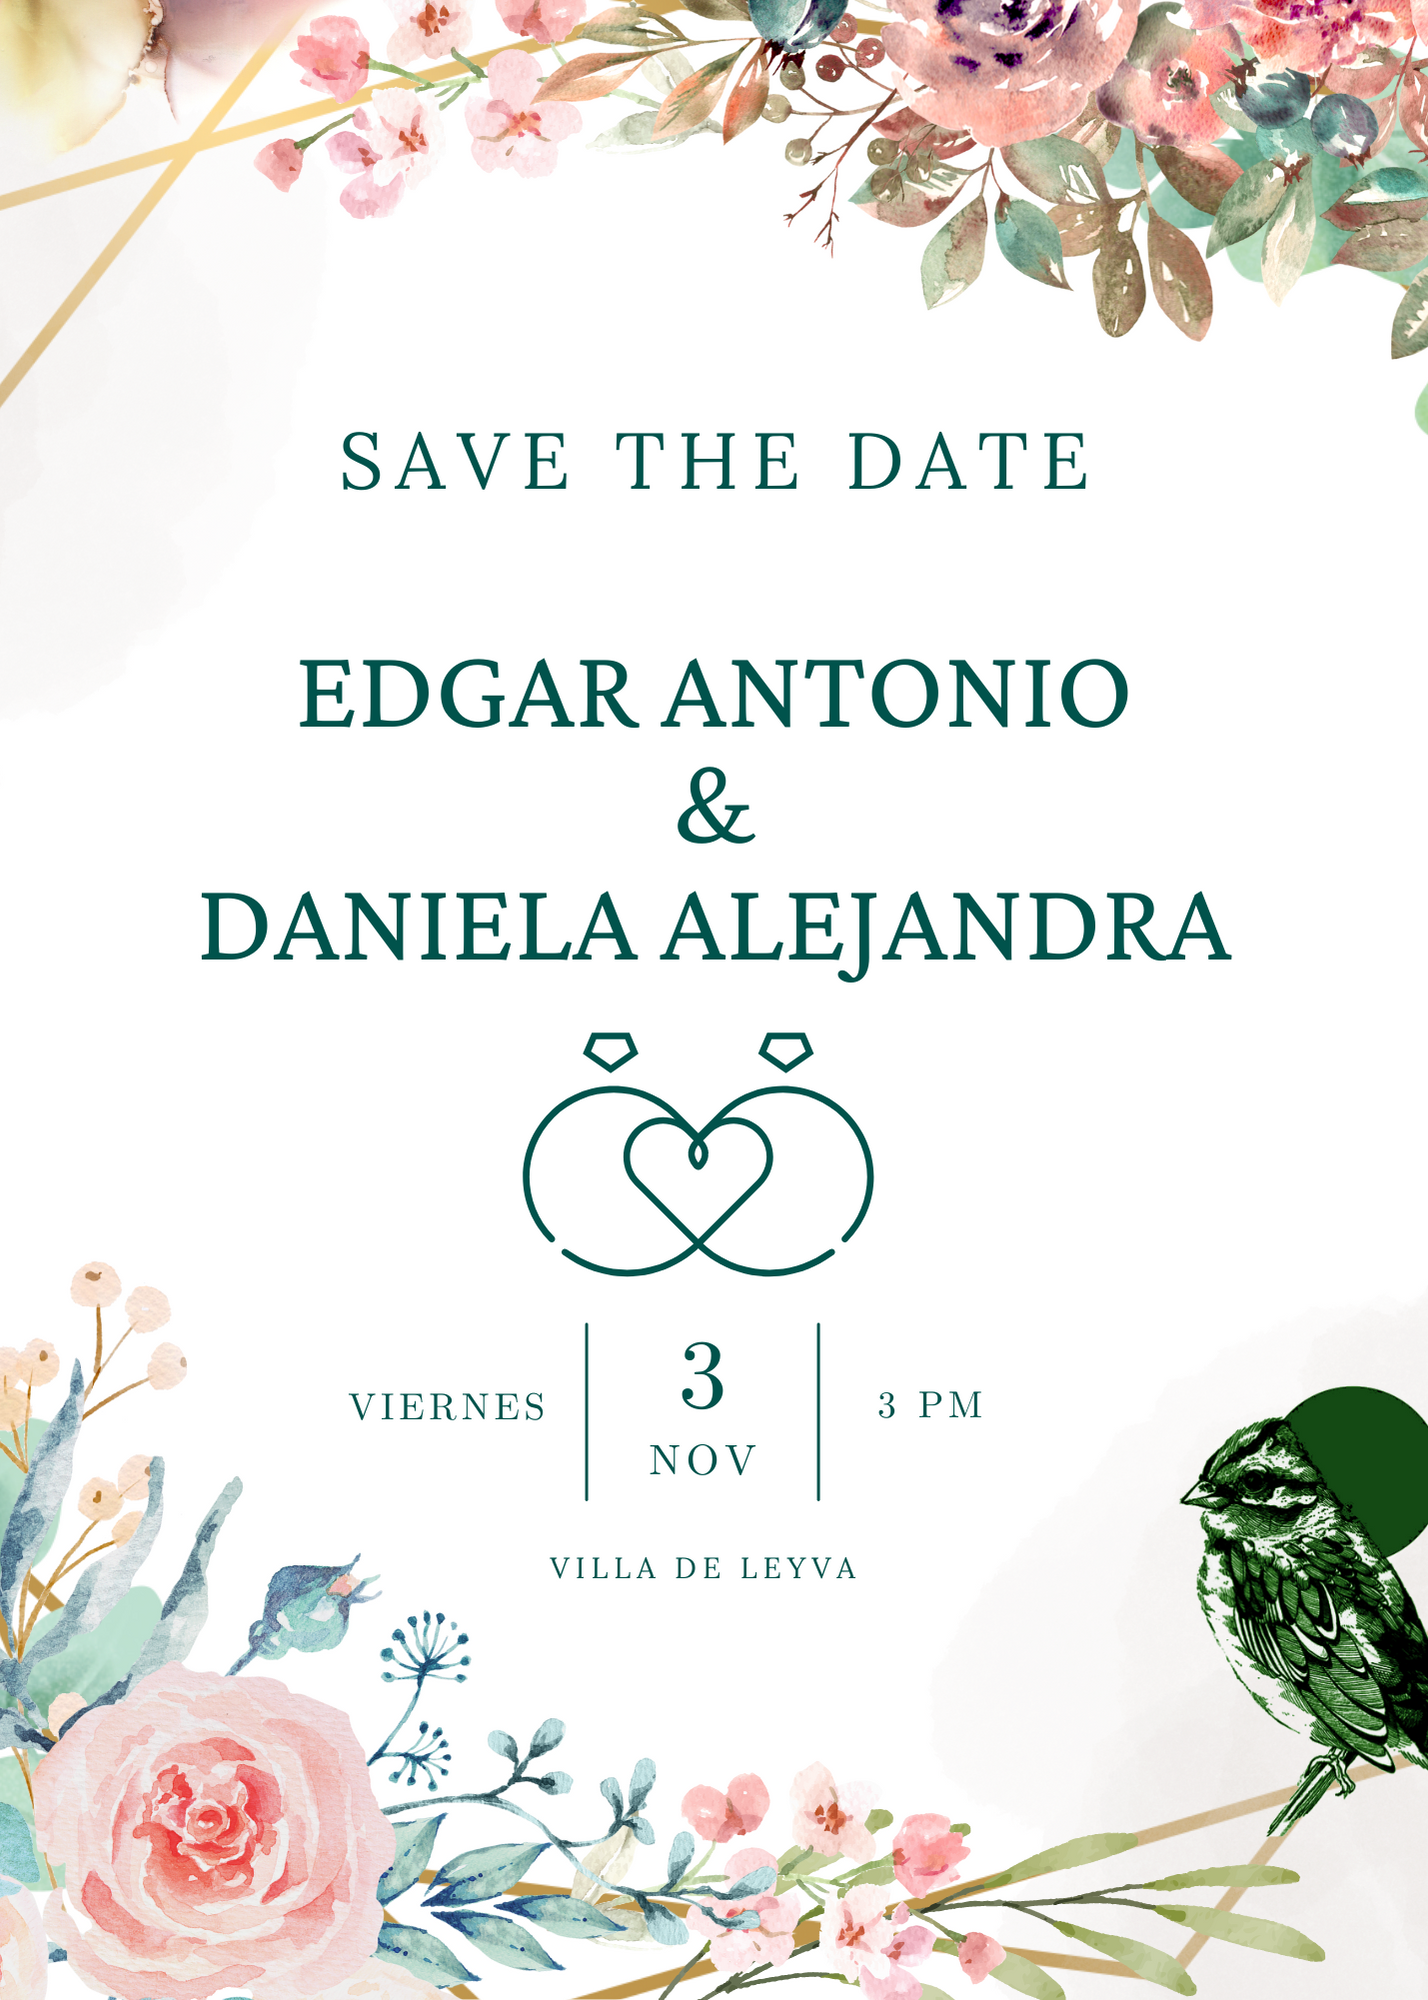 SAVE THE DATE
EDGAR ANTONIO
&
DANIELA ALEJANDRA
VIERNES
3
NOV
3 PM
VILLA DE LEYVA